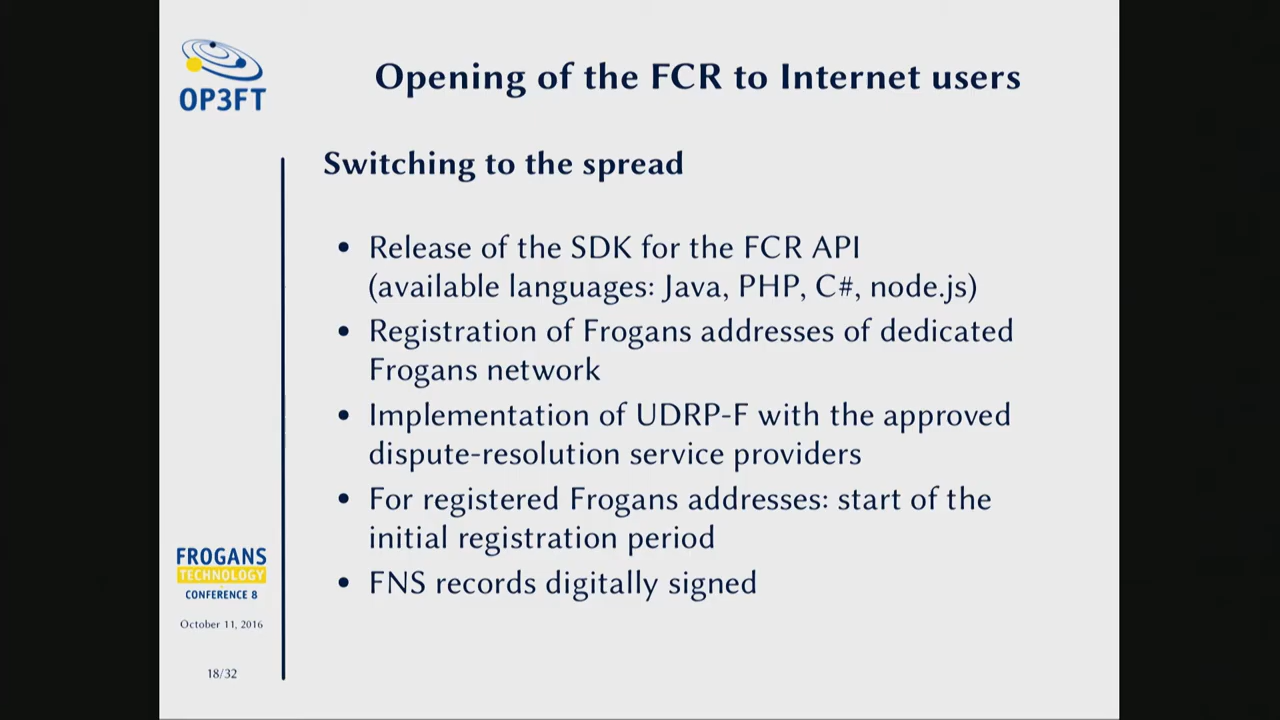 OP3FT
Opening of the FCR to Internet users
Switching to the spread
• Release of the SDK for the FCR API
(available languages: Java, PHP, C#, node.js)
• Registration of Frogans addresses of dedicated
Frogans network
• Implementation of UDRP-F with the approved
dispute-resolution service providers
• For registered Frogans addresses: start of the
initial registration period
• FNS records digitally signed
FROGANS
TECHNOLOGY
CONFERENCE 8
October 11, 2016
18/32